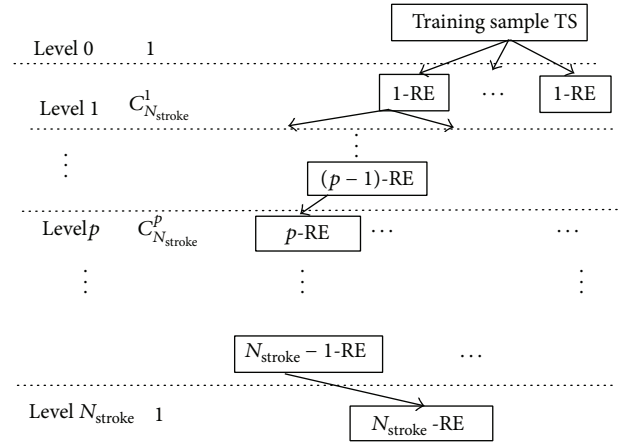 Training sample TS
Level 0 1
1-RE ⋯ 1-RE
Level 1 C^1_{N_stroke}
⋮ ⋮
(p − 1)-RE
Level p C^p_{N_stroke} p-RE ⋯ ⋯
⋮ ⋮ ⋮
N_stroke − 1-RE ⋯
Level N_stroke 1 N_stroke -RE